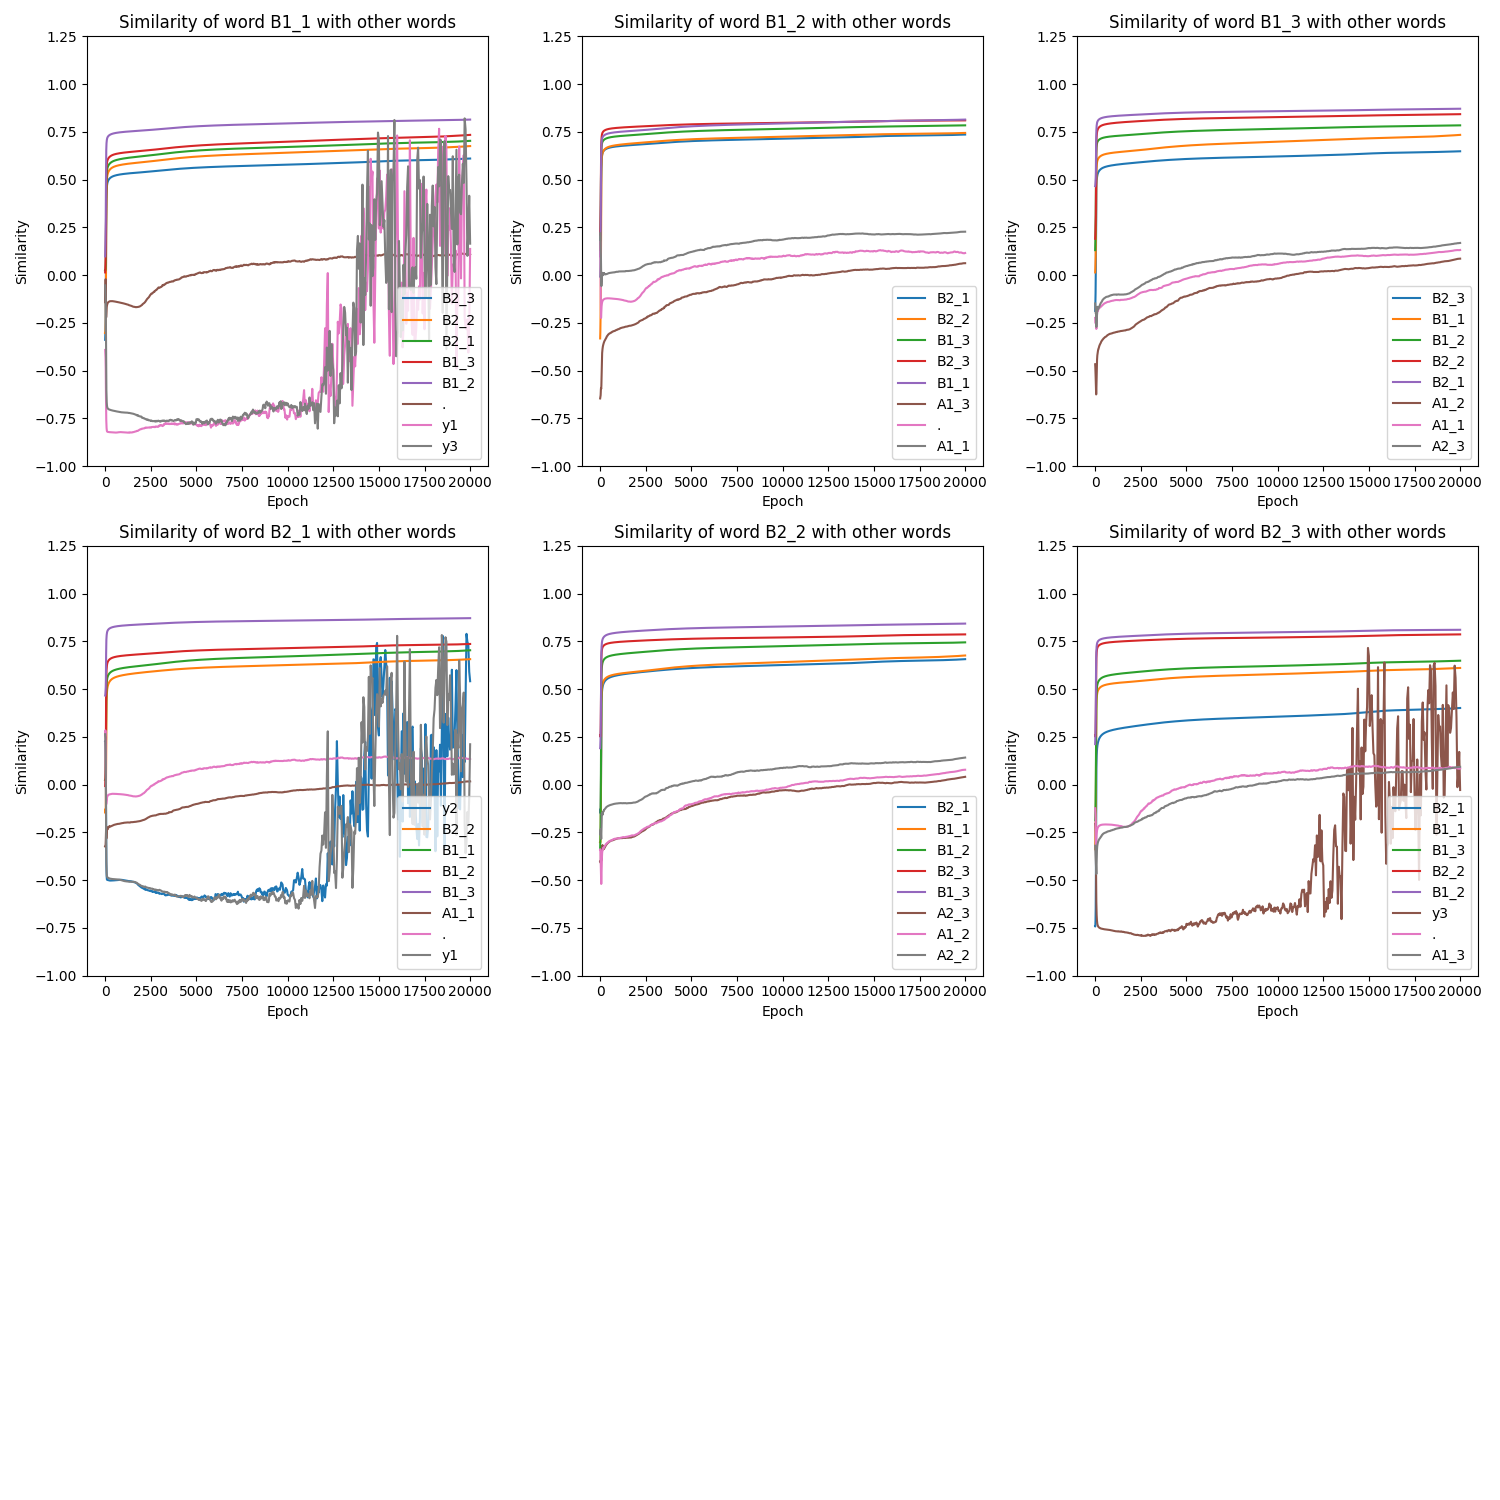 Similarity of word B1_1 with other words
1.25
1.00
0.75
0.50
0.25
0.00
−0.25
−0.50
−0.75
−1.00
Similarity
B2_3
B2_2
B2_1
B1_3
B1_2
.
y1
y3
0 2500 5000 7500 10000 12500 15000 17500 20000
Epoch
Similarity of word B1_2 with other words
1.25
1.00
0.75
0.50
0.25
0.00
−0.25
−0.50
−0.75
−1.00
Similarity
B2_1
B2_2
B1_3
B2_3
B1_1
A1_3
.
A1_1
0 2500 5000 7500 10000 12500 15000 17500 20000
Epoch
Similarity of word B1_3 with other words
1.25
1.00
0.75
0.50
0.25
0.00
−0.25
−0.50
−0.75
−1.00
Similarity
B2_3
B1_1
B1_2
B2_2
B2_1
A1_2
A1_1
A2_3
0 2500 5000 7500 10000 12500 15000 17500 20000
Epoch
Similarity of word B2_1 with other words
1.25
1.00
0.75
0.50
0.25
0.00
−0.25
−0.50
−0.75
−1.00
Similarity
y2
B2_2
B1_1
B1_2
B1_3
A1_1
.
y1
0 2500 5000 7500 10000 12500 15000 17500 20000
Epoch
Similarity of word B2_2 with other words
1.25
1.00
0.75
0.50
0.25
0.00
−0.25
−0.50
−0.75
−1.00
Similarity
B2_1
B1_1
B1_2
B2_3
B1_3
A2_3
A1_2
A2_2
0 2500 5000 7500 10000 12500 15000 17500 20000
Epoch
Similarity of word B2_3 with other words
1.25
1.00
0.75
0.50
0.25
0.00
−0.25
−0.50
−0.75
−1.00
Similarity
B2_1
B1_1
B1_3
B2_2
B1_2
y3
.
A1_3
0 2500 5000 7500 10000 12500 15000 17500 20000
Epoch